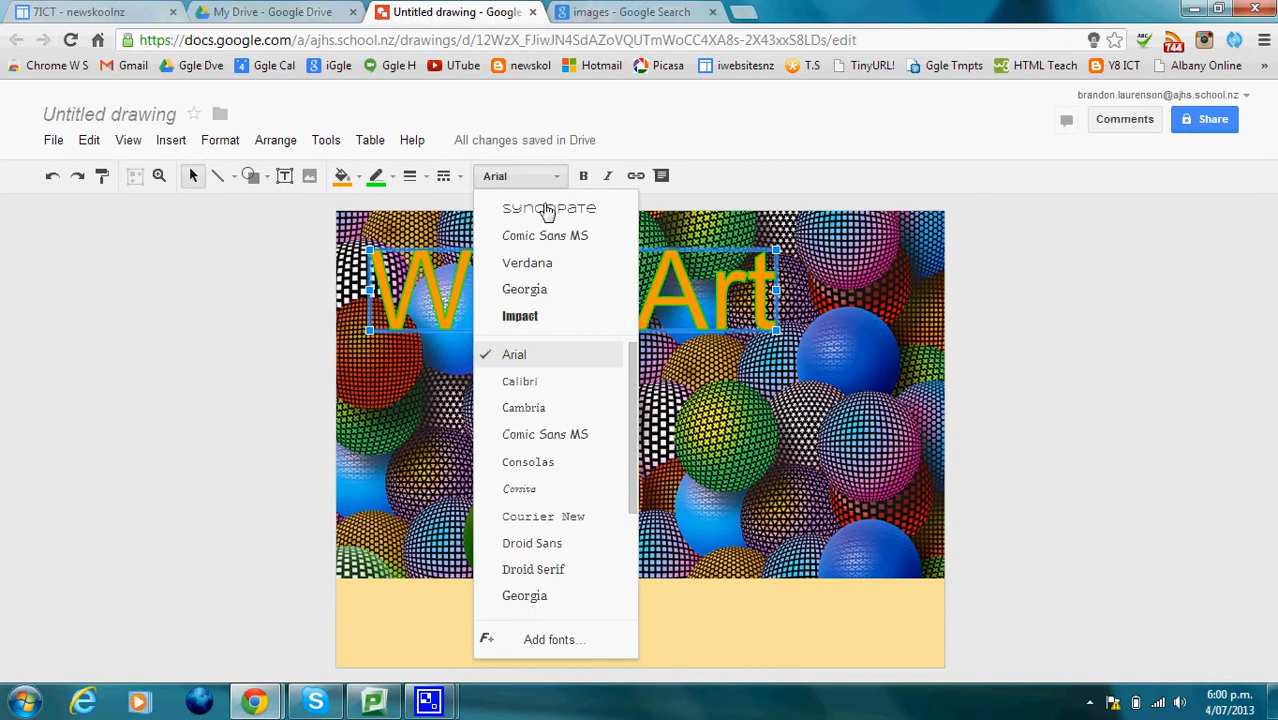 7ICT - newskoolnz
My Drive - Google Drive
Untitled drawing - Google
images - Google Search
https://docs.google.com/a/ajhs.school.nz/drawings/d/12WzX_FJiwJN4SdAZoVQUTmWoCC4XA8s-2X43xxS8LDs/edit
744
Chrome W S
Gmail
Ggle Dve
4
Ggle Cal
iGgle
Ggle H
UTube
newskol
Hotmail
Picasa
iwebsitesnz
T.S
TinyURL!
Ggle Tmpts
HTML Teach
Y8 ICT
Albany Online
»
brandon.laurenson@ajhs.school.nz
Untitled drawing
Comments
Share
File Edit View Insert Format Arrange Tools Table Help All changes saved in Drive
Arial
B I
syncopate
Comic Sans MS
Verdana
Georgia
Impact
W Art
Arial
Calibri
Cambria
Comic Sans MS
Consolas
Corsiva
Courier New
Droid Sans
Droid Serif
Georgia
Add fonts...
6:00 p.m.
4/07/2013